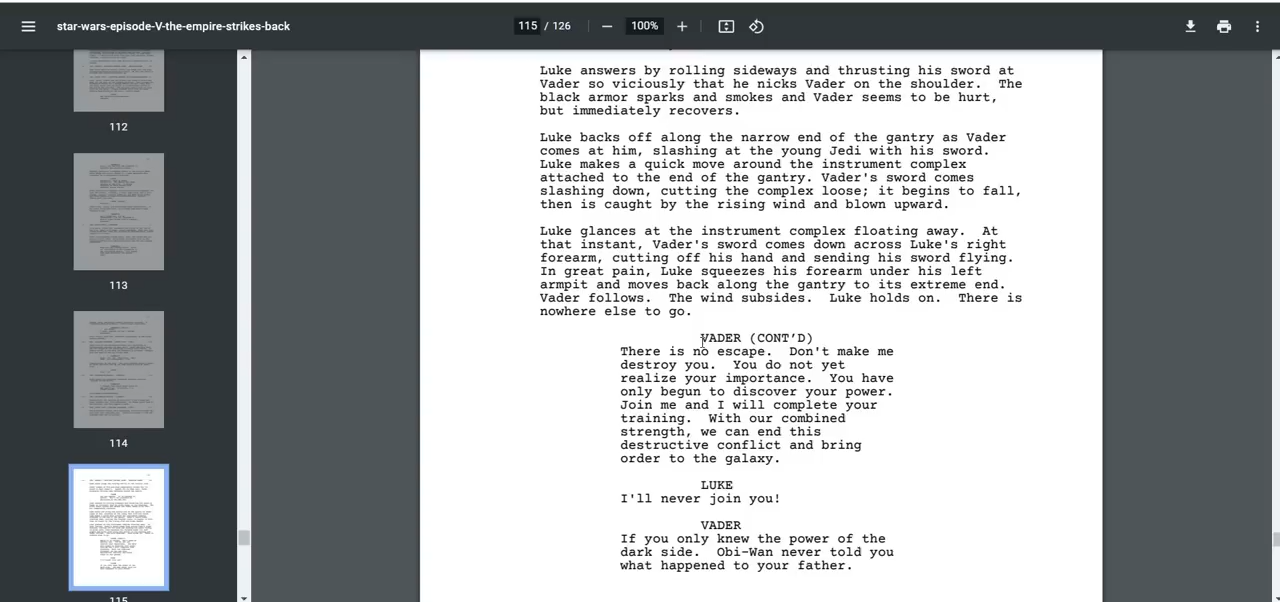 star-wars-episode-V-the-empire-strikes-back
115 / 126
100%
112
113
114
115
Luke answers by rolling sideways and thrusting his sword at
Vader so viciously that he nicks Vader on the shoulder. The
black armor sparks and smokes and Vader seems to be hurt,
but immediately recovers.
Luke backs off along the narrow end of the gantry as Vader
comes at him, slashing at the young Jedi with his sword.
Luke makes a quick move around the instrument complex
attached to the end of the gantry. Vader's sword comes
slashing down, cutting the complex loose; it begins to fall,
then is caught by the rising wind and blown upward.
Luke glances at the instrument complex floating away. At
that instant, Vader's sword comes down across Luke's right
forearm, cutting off his hand and sending his sword flying.
In great pain, Luke squeezes his forearm under his left
armpit and moves back along the gantry to its extreme end.
Vader follows. The wind subsides. Luke holds on. There is
nowhere else to go.
VADER (CONT'D)
There is no escape. Don't make me
destroy you. You do not yet
realize your importance. You have
only begun to discover your power.
Join me and I will complete your
training. With our combined
strength, we can end this
destructive conflict and bring
order to the galaxy.
LUKE
I'll never join you!
VADER
If you only knew the power of the
dark side. Obi-Wan never told you
what happened to your father.